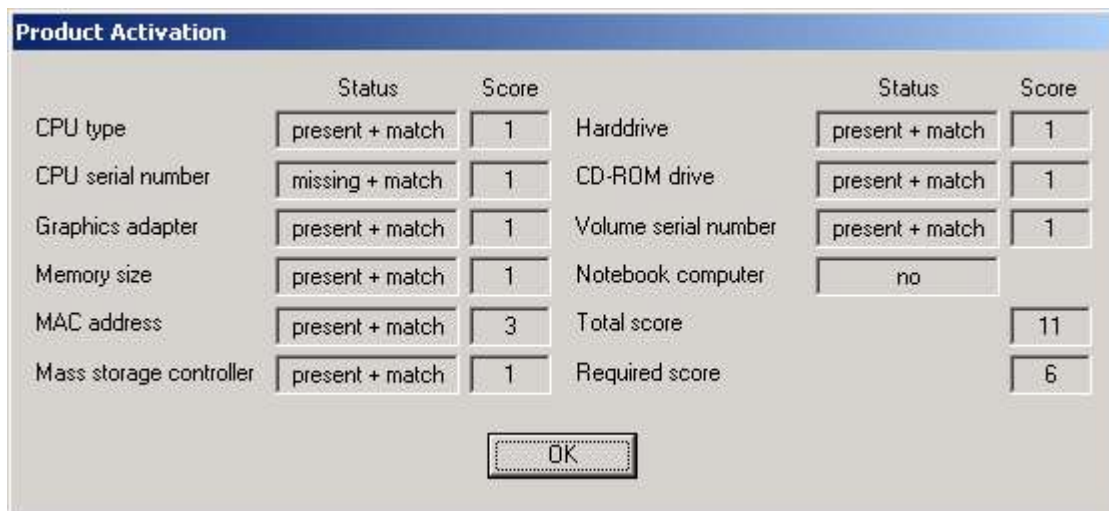 Product Activation
Status Score Status Score
CPU type present + match 1 Harddrive present + match 1
CPU serial number missing + match 1 CD-ROM drive present + match 1
Graphics adapter present + match 1 Volume serial number present + match 1
Memory size present + match 1 Notebook computer no
MAC address present + match 3 Total score 11
Mass storage controller present + match 1 Required score 6
OK